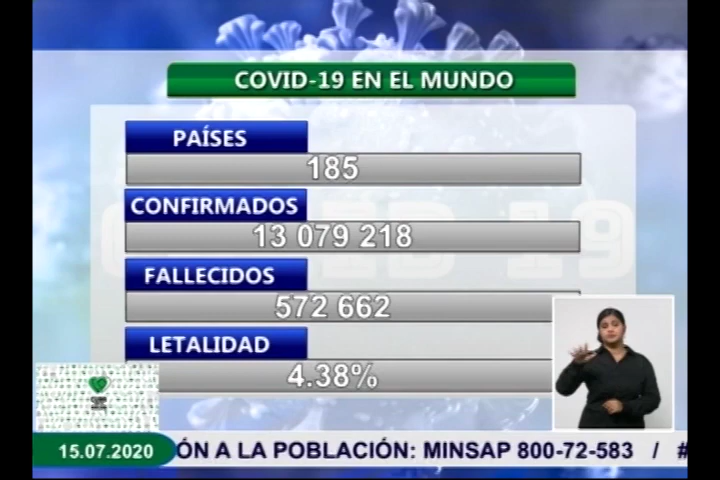 COVID-19 EN EL MUNDO
PAÍSES
185
CONFIRMADOS
13 079 218
FALLECIDOS
572 662
LETALIDAD
4.38%
15.07.2020
ÓN A LA POBLACIÓN: MINSAP 800-72-583 / #